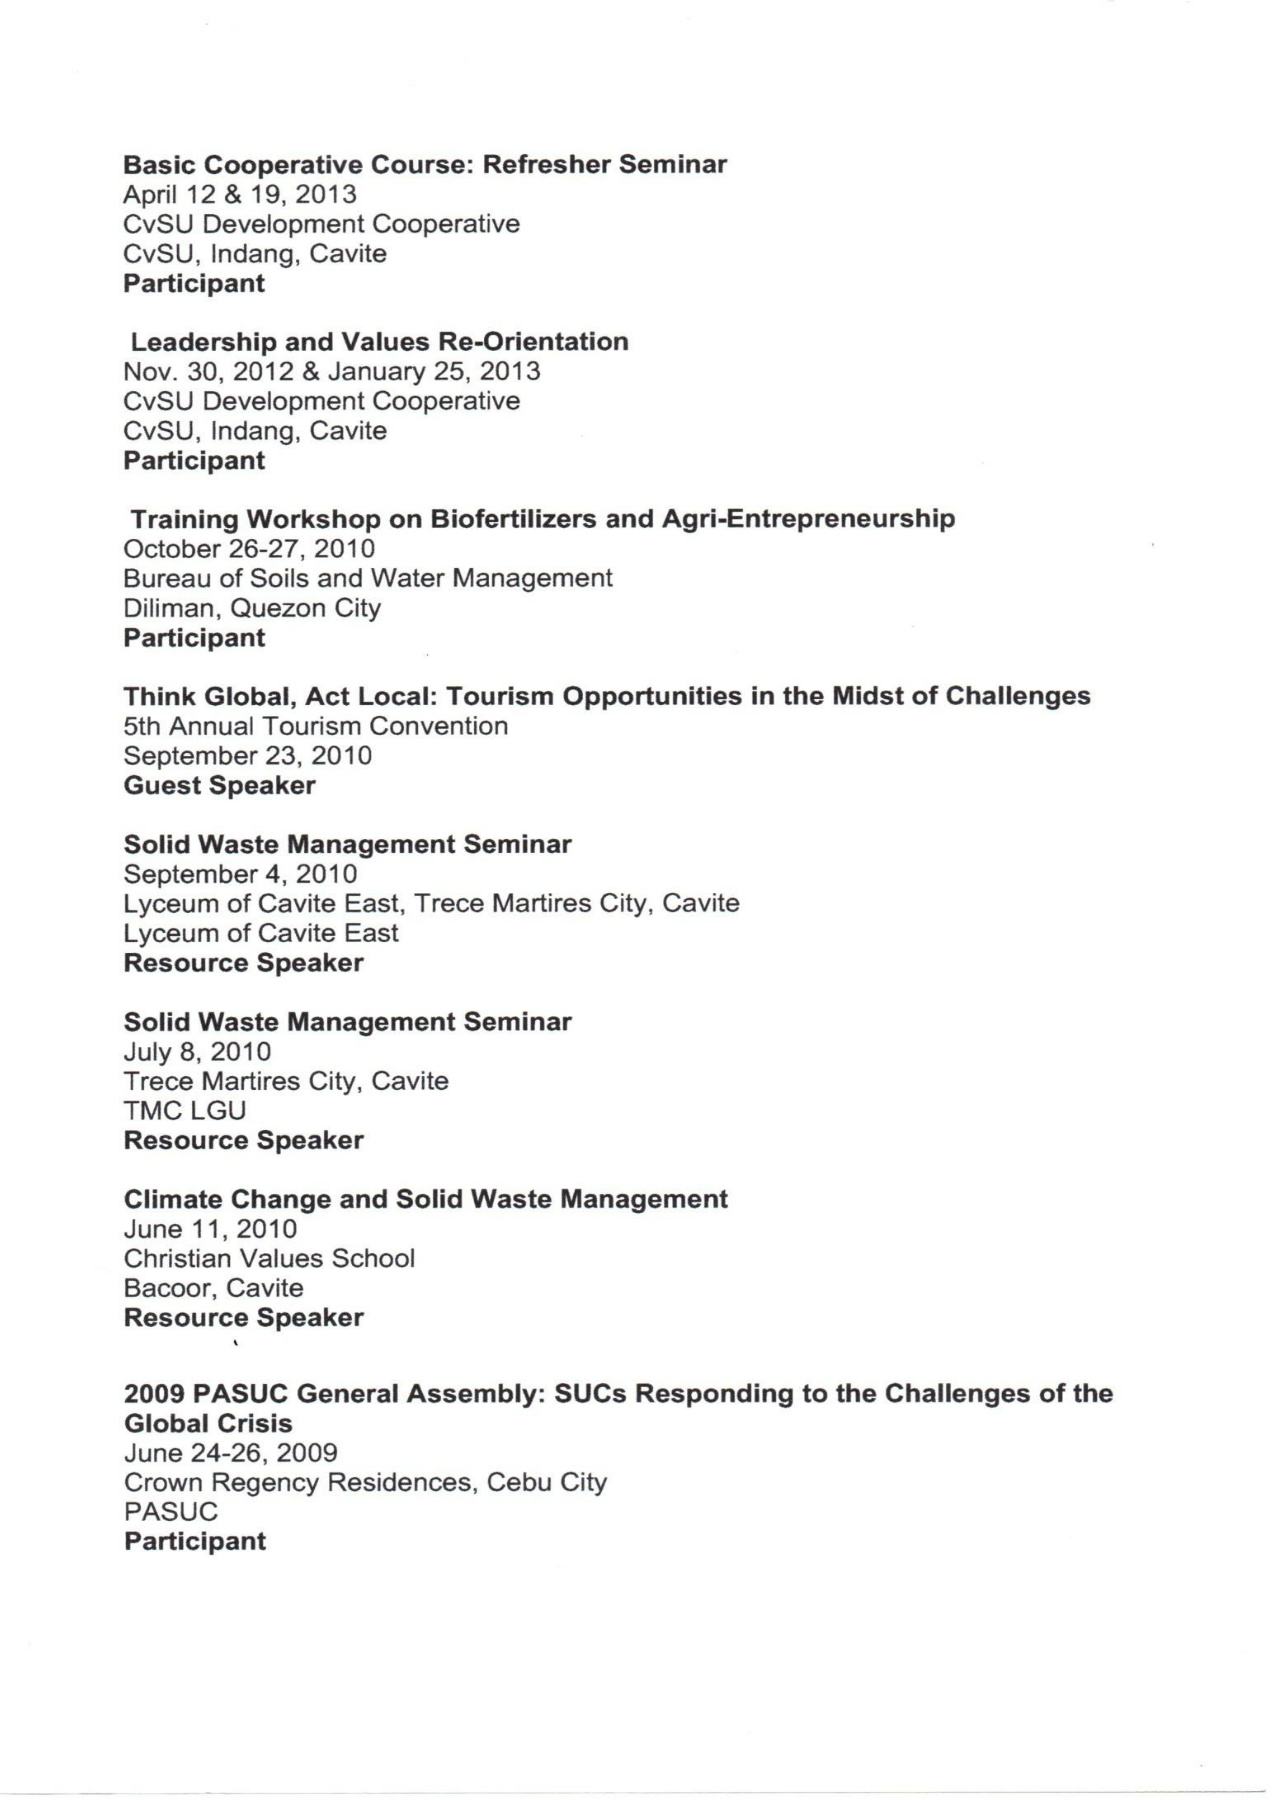 Basic Cooperative Course: Refresher Seminar
April 12 & 19, 2013
CvSU Development Cooperative
CvSU, Indang, Cavite
Participant
Leadership and Values Re-Orientation
Nov. 30, 2012 & January 25, 2013
CvSU Development Cooperative
CvSU, Indang, Cavite
Participant
Training Workshop on Biofertilizers and Agri-Entrepreneurship
October 26-27, 2010
Bureau of Soils and Water Management
Diliman, Quezon City
Participant
Think Global, Act Local: Tourism Opportunities in the Midst of Challenges
5th Annual Tourism Convention
September 23, 2010
Guest Speaker
Solid Waste Management Seminar
September 4, 2010
Lyceum of Cavite East, Trece Martires City, Cavite
Lyceum of Cavite East
Resource Speaker
Solid Waste Management Seminar
July 8, 2010
Trece Martires City, Cavite
TMC LGU
Resource Speaker
Climate Change and Solid Waste Management
June 11, 2010
Christian Values School
Bacoor, Cavite
Resource Speaker
2009 PASUC General Assembly: SUCs Responding to the Challenges of the
Global Crisis
June 24-26, 2009
Crown Regency Residences, Cebu City
PASUC
Participant